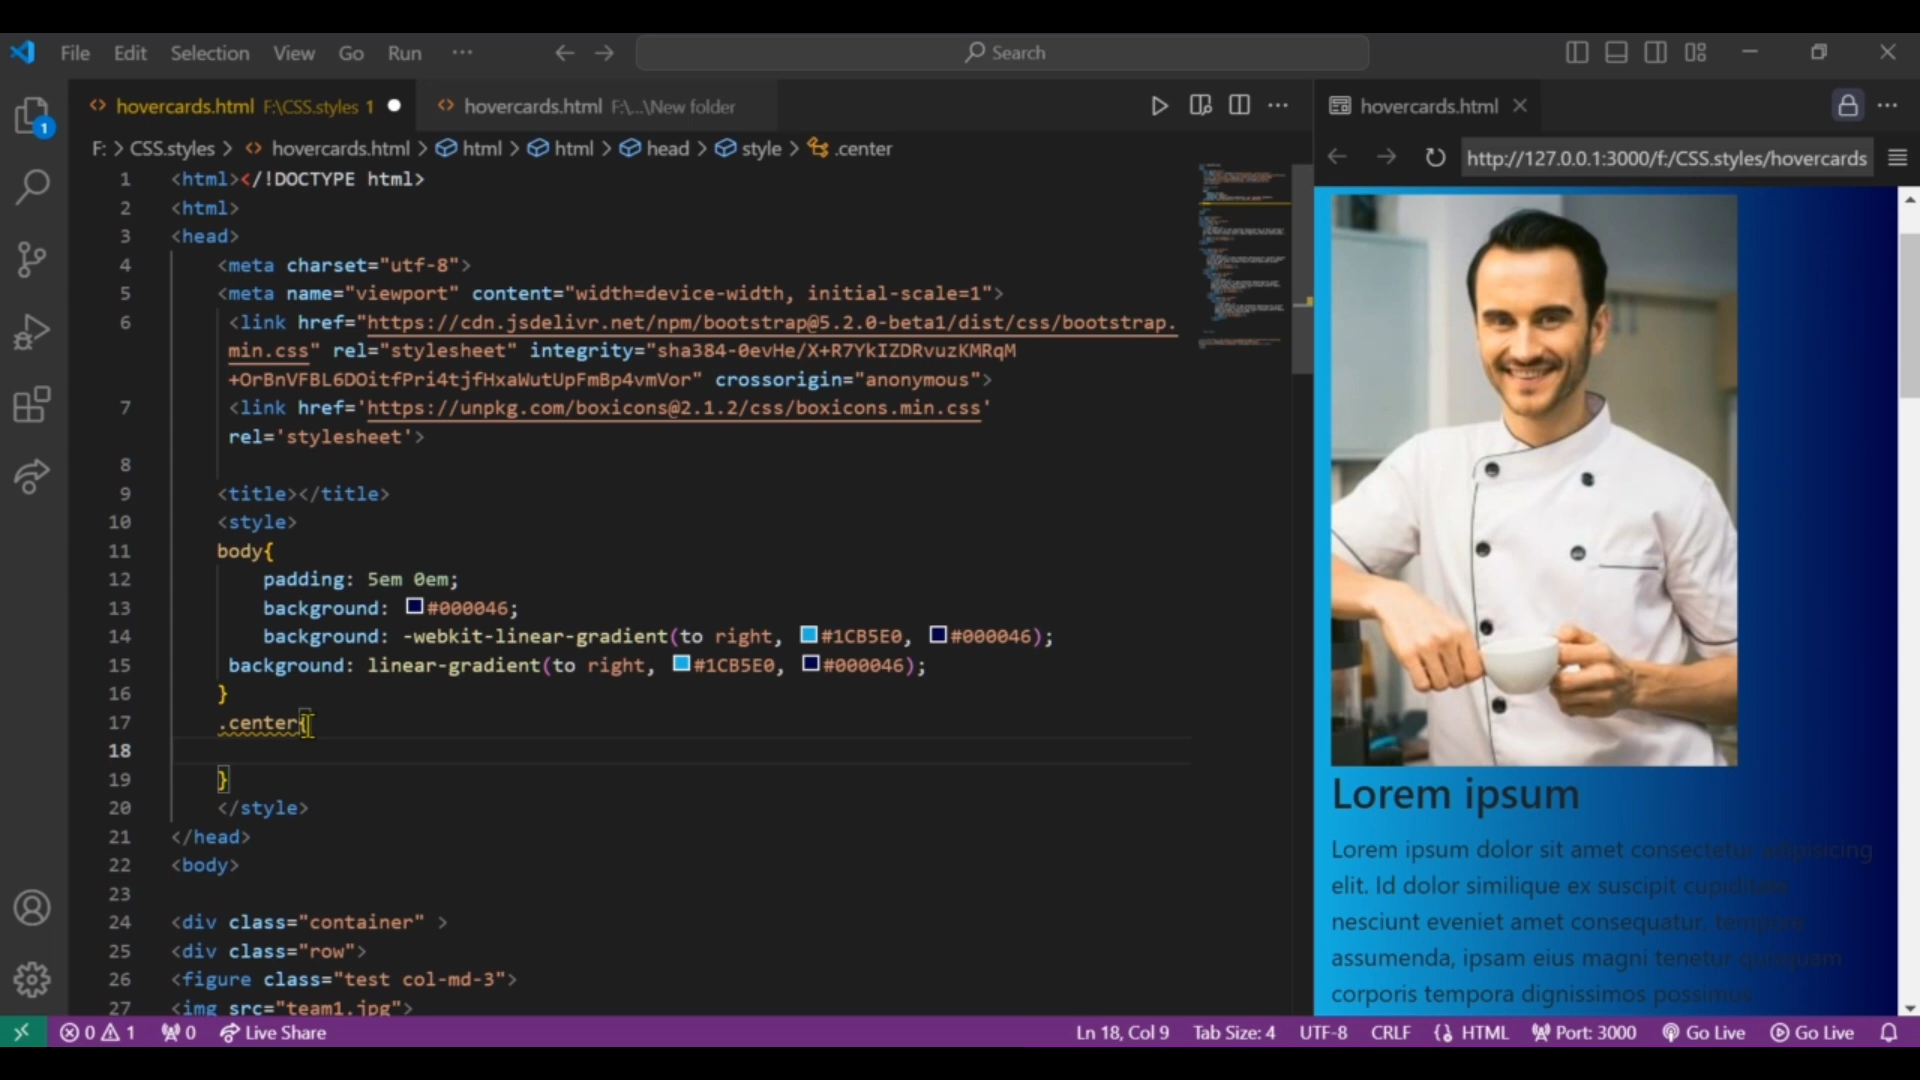 File Edit Selection View Go Run ··· Search
hovercards.html F:\CSS.styles 1 hovercards.html F:\...\New folder
hovercards.html
F: > CSS.styles > hovercards.html > html > html > head > style > .center
http://127.0.0.1:3000/f:/CSS.styles/hovercards
1
1 <html></!DOCTYPE html>
2 <html>
3 <head>
4 <meta charset="utf-8">
5 <meta name="viewport" content="width=device-width, initial-scale=1">
6 <link href="https://cdn.jsdelivr.net/npm/bootstrap@5.2.0-beta1/dist/css/bootstrap.
min.css" rel="stylesheet" integrity="sha384-0evHe/X+R7YkIZDRvuzKMRqM
+OrBnVFBL6DOitfPri4tjfHxaWutUpFmBp4vmVor" crossorigin="anonymous">
7 <link href='https://unpkg.com/boxicons@2.1.2/css/boxicons.min.css'
rel='stylesheet'>
8
9 <title></title>
10 <style>
11 body{
12 padding: 5em 0em;
13 background: #000046;
14 background: -webkit-linear-gradient(to right, #1CB5E0, #000046);
15 background: linear-gradient(to right, #1CB5E0, #000046);
16 }
17 .center{
18
19 }
20 </style>
21 </head>
22 <body>
23
24 <div class="container" >
25 <div class="row">
26 <figure class="test col-md-3">
27 <img src="team1.jpg">
Lorem ipsum
Lorem ipsum dolor sit amet consectetur adipisicing
elit. Id dolor similique ex suscipit cupiditate
nesciunt eveniet amet consequatur, tempore
assumenda, ipsam eius magni tenetur quisquam
corporis tempora dignissimos possimus
0 1 0 Live Share Ln 18, Col 9 Tab Size: 4 UTF-8 CRLF HTML Port: 3000 Go Live Go Live